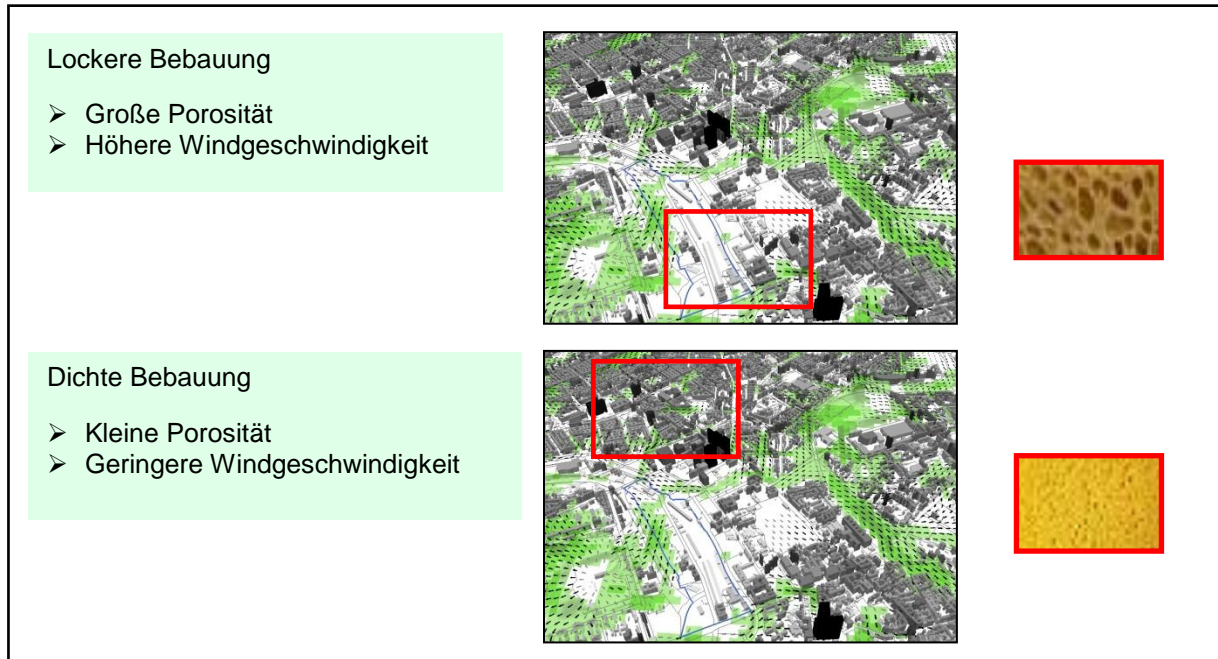 Lockere Bebauung
➢ Große Porosität
➢ Höhere Windgeschwindigkeit
Dichte Bebauung
➢ Kleine Porosität
➢ Geringere Windgeschwindigkeit